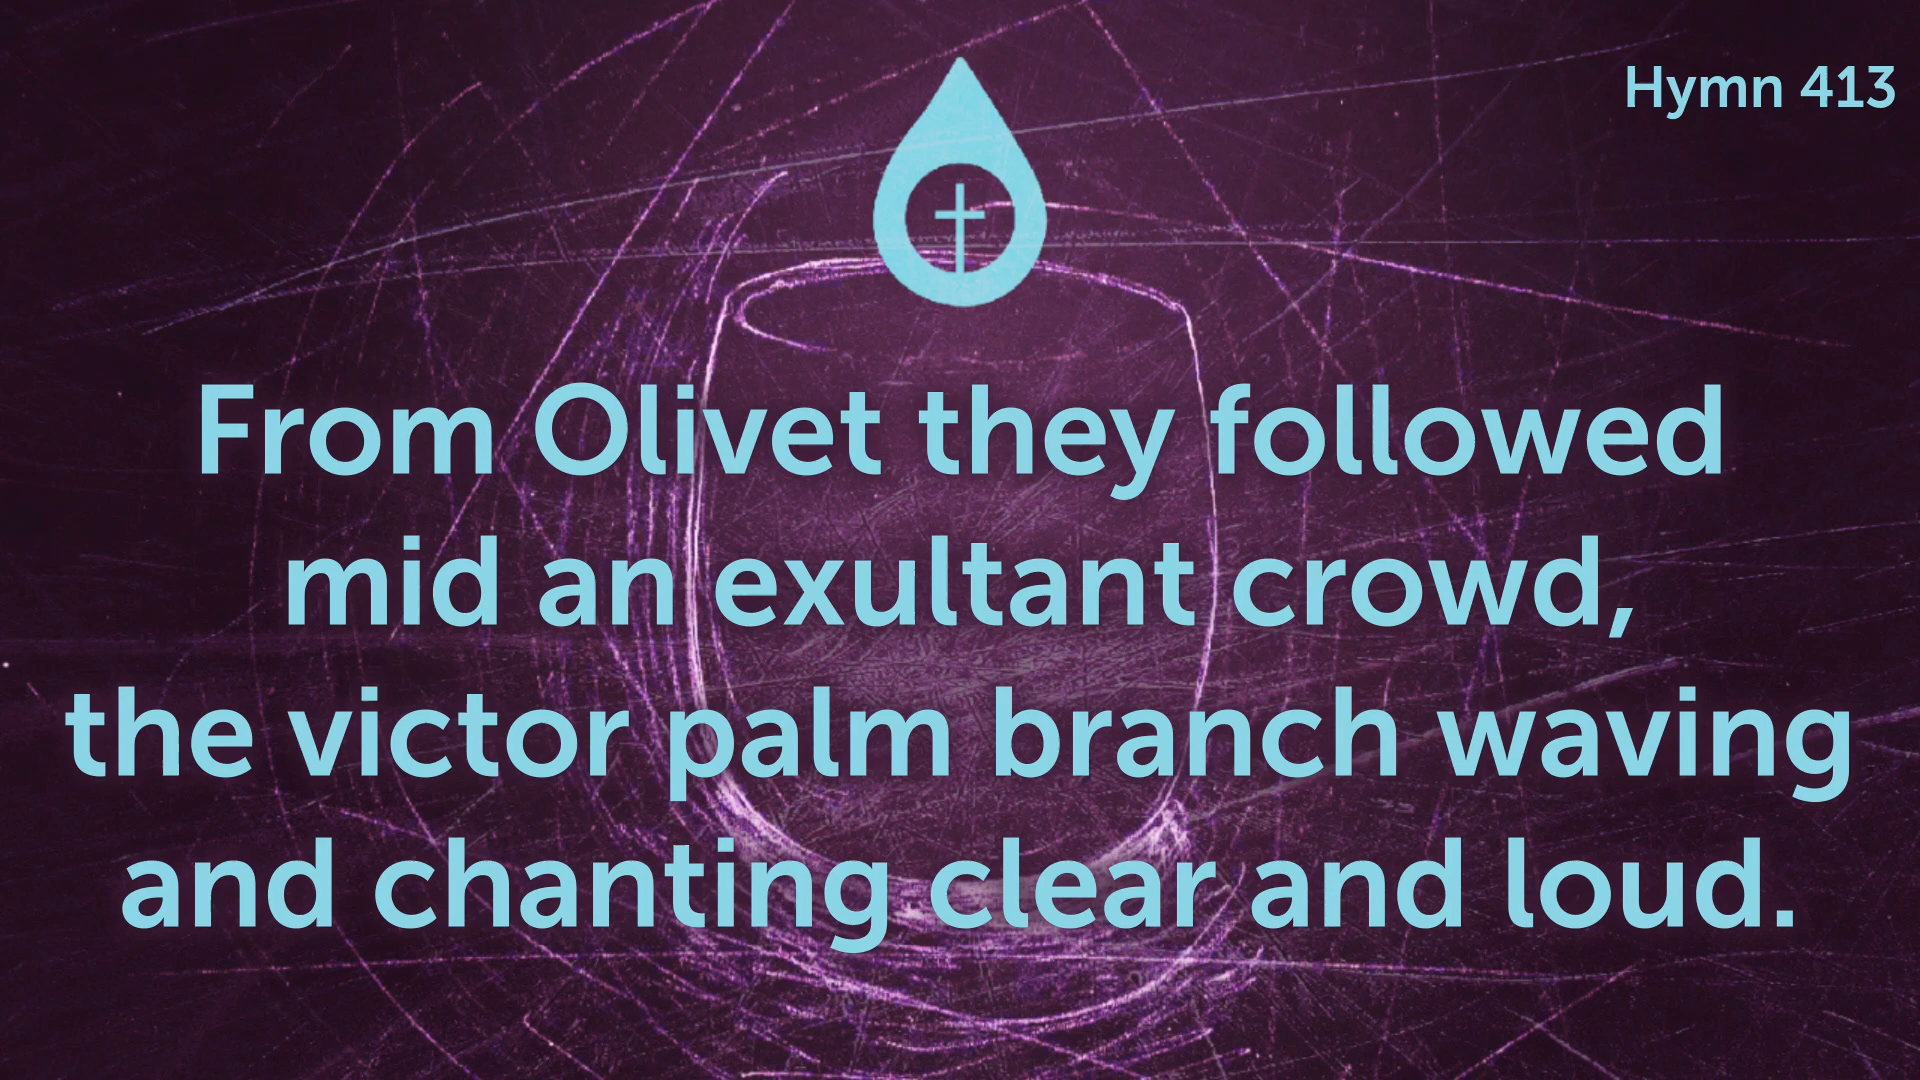 Hymn 413
From Olivet they followed
mid an exultant crowd,
the victor palm branch waving
and chanting clear and loud.